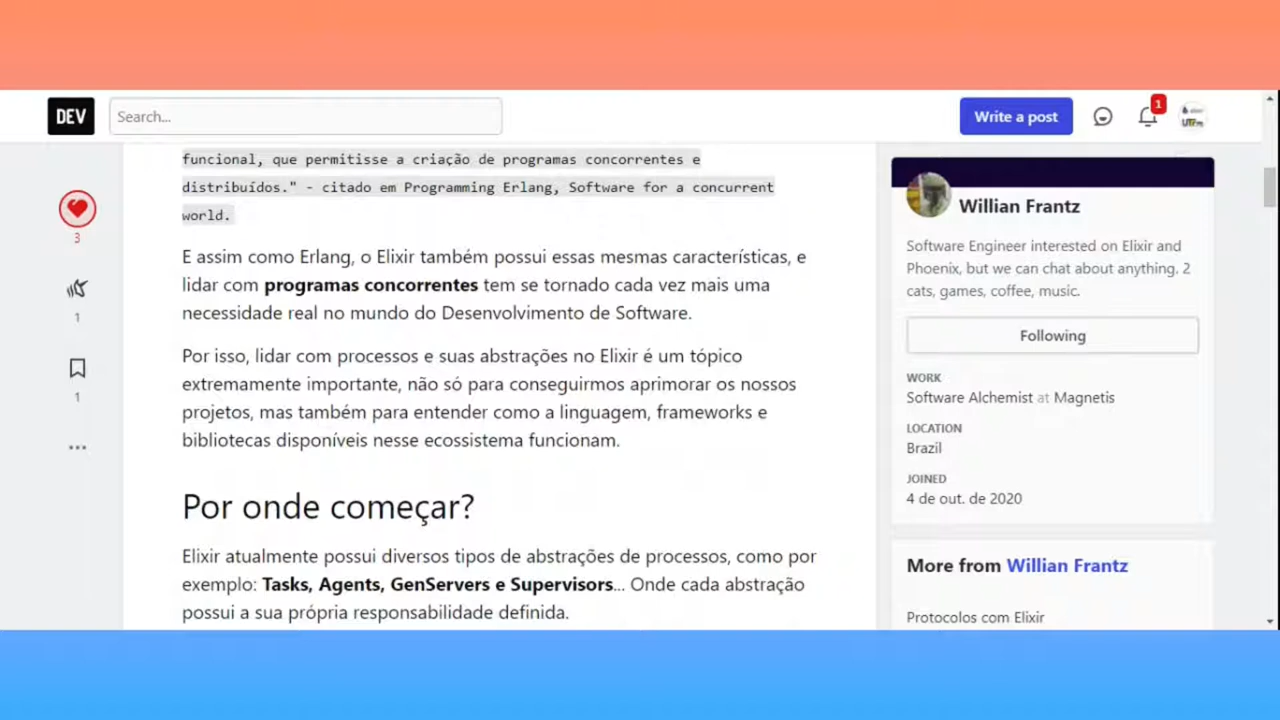 DEV
Search...
Write a post
1
funcional, que permitisse a criação de programas concorrentes e
distribuídos." - citado em Programming Erlang, Software for a concurrent
world.
3
1
1
E assim como Erlang, o Elixir também possui essas mesmas características, e
lidar com programas concorrentes tem se tornado cada vez mais uma
necessidade real no mundo do Desenvolvimento de Software.
Por isso, lidar com processos e suas abstrações no Elixir é um tópico
extremamente importante, não só para conseguirmos aprimorar os nossos
projetos, mas também para entender como a linguagem, frameworks e
bibliotecas disponíveis nesse ecossistema funcionam.
Por onde começar?
Elixir atualmente possui diversos tipos de abstrações de processos, como por
exemplo: Tasks, Agents, GenServers e Supervisors... Onde cada abstração
possui a sua própria responsabilidade definida.
Willian Frantz
Software Engineer interested on Elixir and
Phoenix, but we can chat about anything. 2
cats, games, coffee, music.
Following
WORK
Software Alchemist at Magnetis
LOCATION
Brazil
JOINED
4 de out. de 2020
More from Willian Frantz
Protocolos com Elixir